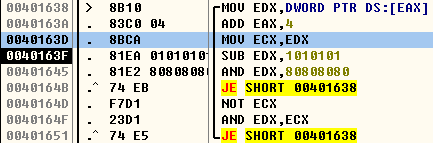 00401638 > 8B10 MOV EDX,DWORD PTR DS:[EAX]
0040163A . 83C0 04 ADD EAX,4
0040163D . 8BCA MOV ECX,EDX
0040163F . 81EA 0101010 SUB EDX,1010101
00401645 . 81E2 8080808 AND EDX,80808080
0040164B .^ 74 EB JE SHORT 00401638
0040164D . F7D1 NOT ECX
0040164F . 23D1 AND EDX,ECX
00401651 .^ 74 E5 JE SHORT 00401638